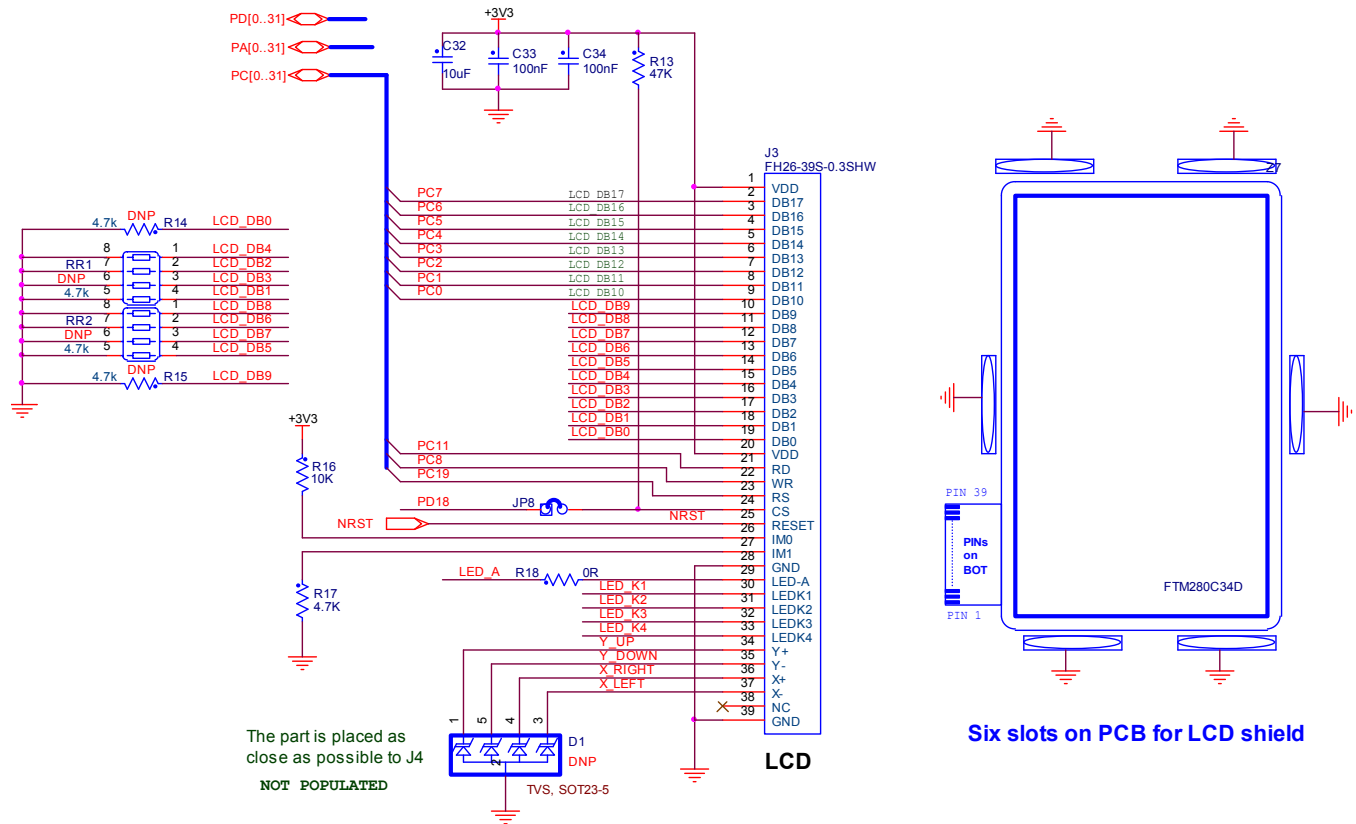 PD[0..31]
PA[0..31]
PC[0..31]
+3V3
C32
10uF
C33
100nF
C34
100nF
R13
47K
J3
FH26-39S-0.3SHW
PC7 LCD_DB17 1 VDD
PC6 LCD_DB16 2 DB17
PC5 LCD_DB15 3 DB16
PC4 LCD_DB14 4 DB15
PC3 LCD_DB13 5 DB14
PC2 LCD_DB12 6 DB13
PC1 LCD_DB11 7 DB12
PC0 LCD_DB10 8 DB11
9 DB10
LCD_DB9 10 DB9
LCD_DB8 11 DB8
LCD_DB7 12 DB7
LCD_DB6 13 DB6
LCD_DB5 14 DB5
LCD_DB4 15 DB4
LCD_DB3 16 DB3
LCD_DB2 17 DB2
LCD_DB1 18 DB1
LCD_DB0 19 DB0
20 VDD
PC11 21 RD
PC8 22 WR
PC19 23 RS
PD18 JP8 24 CS
NRST NRST 25 RESET
26 IM0
27 IM1
28 GND
LED_A R18 0R 29 LED-A
LED_K1 30 LEDK1
LED_K2 31 LEDK2
LED_K3 32 LEDK3
LED_K4 33 LEDK4
Y_UP 34 Y+
Y_DOWN 35 Y-
X_RIGHT 36 X+
X_LEFT 37 X-
38 NC
39 GND
LCD
DNP
4.7k R14 LCD_DB0
8 1 LCD_DB4
RR1 7 2 LCD_DB2
DNP 6 3 LCD_DB3
4.7k 5 4 LCD_DB1
8 1 LCD_DB8
RR2 7 2 LCD_DB6
DNP 6 3 LCD_DB7
4.7k 5 4 LCD_DB5
DNP
4.7k R15 LCD_DB9
+3V3
R16
10K
R17
4.7K
1 5 4 3
2
D1
DNP
TVS, SOT23-5
The part is placed as
close as possible to J4
NOT POPULATED
27
PIN 39
PINs
on
BOT
PIN 1
FTM280C34D
Six slots on PCB for LCD shield